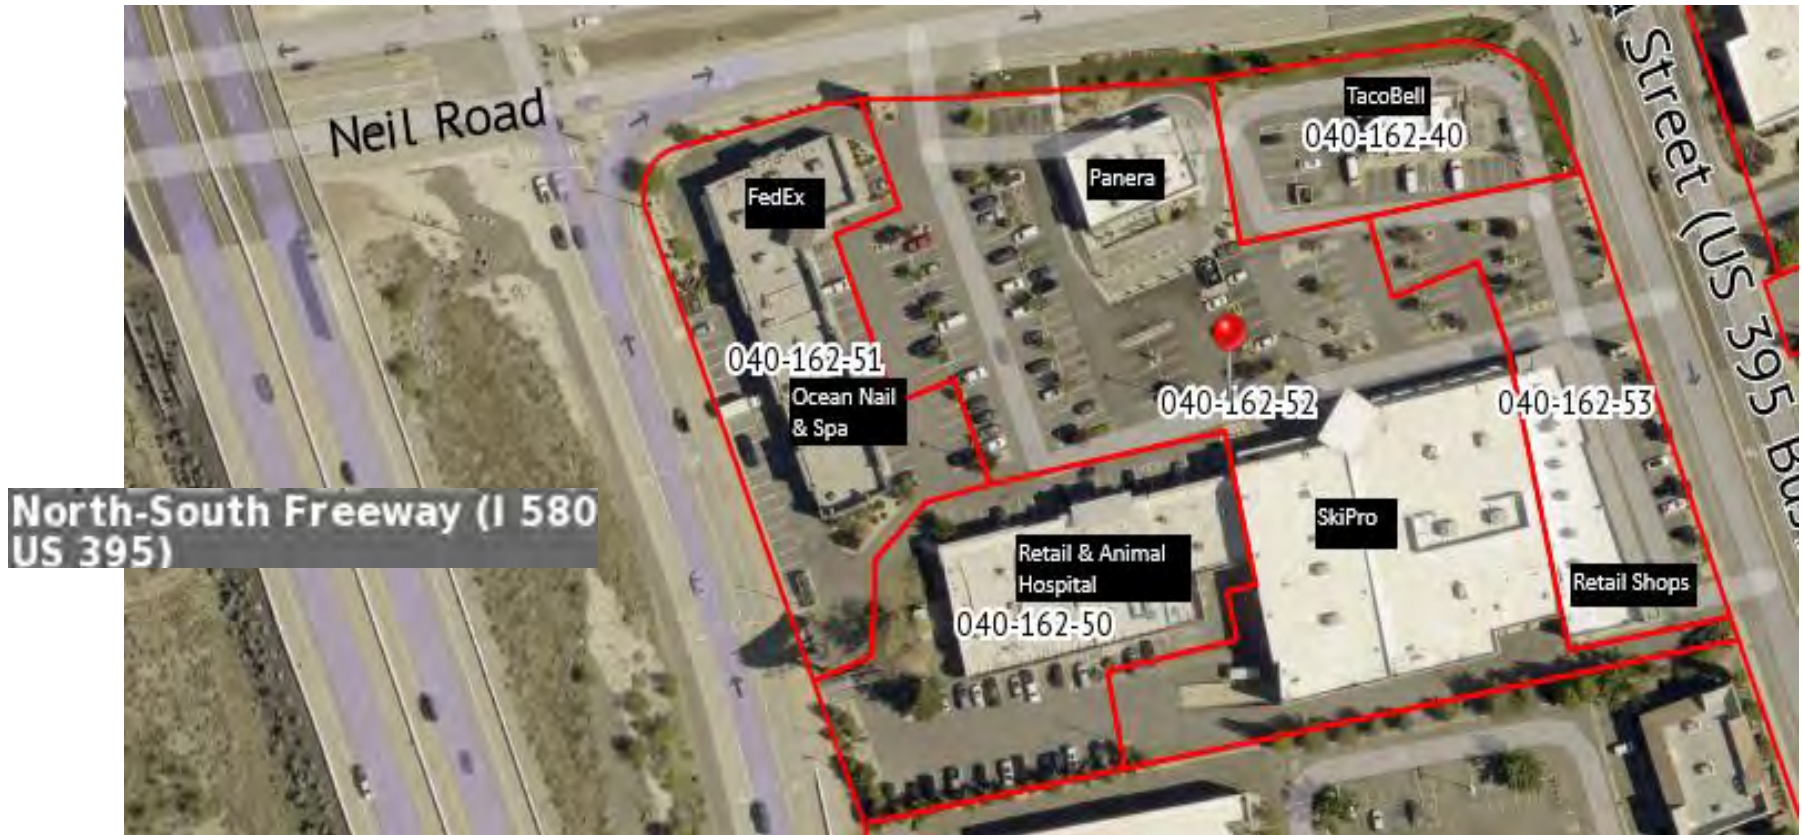 Neil Road
TacoBell
040-162-40
Panera
FedEx
Street (US 395 Bus
040-162-51
Ocean Nail
& Spa
040-162-52
040-162-53
North-South Freeway (I 580
US 395)
SkiPro
Retail & Animal
Hospital
Retail Shops
040-162-50